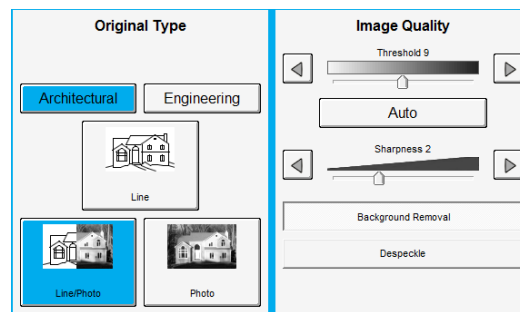 Original Type
Architectural
Engineering
Line
Line/Photo
Photo
Image Quality
Threshold 9
Auto
Sharpness 2
Background Removal
Despeckle